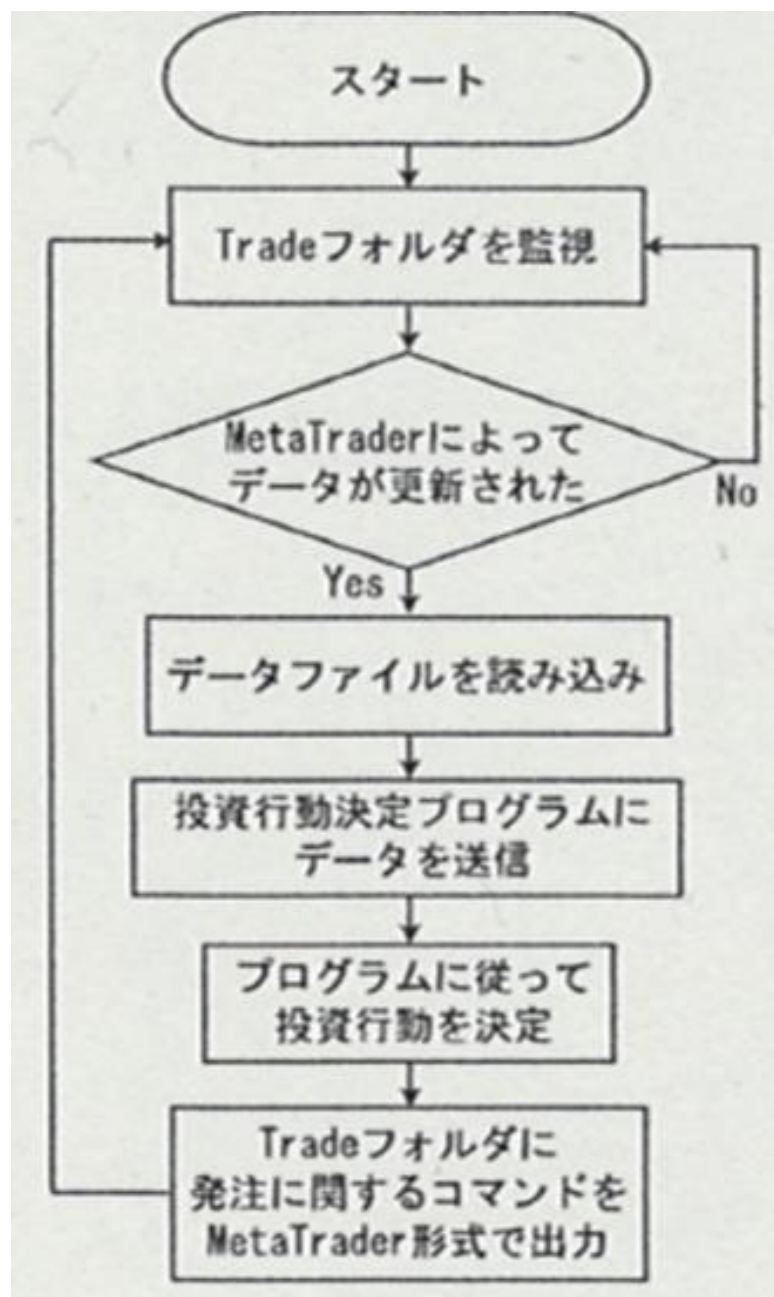 スタート
Tradeフォルダを監視
MetaTraderによって
データが更新された
No
Yes
データファイルを読み込み
投資行動決定プログラムに
データを送信
プログラムに従って
投資行動を決定
Tradeフォルダに
発注に関するコマンドを
MetaTrader形式で出力